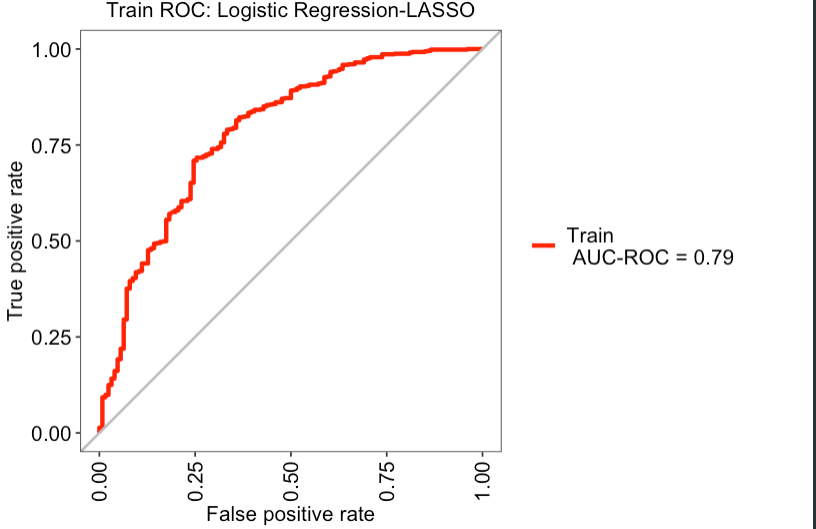 Train ROC: Logistic Regression-LASSO
True positive rate
1.00
0.75
0.50
0.25
0.00
0.00
0.25
0.50
0.75
1.00
False positive rate
Train
AUC-ROC = 0.79